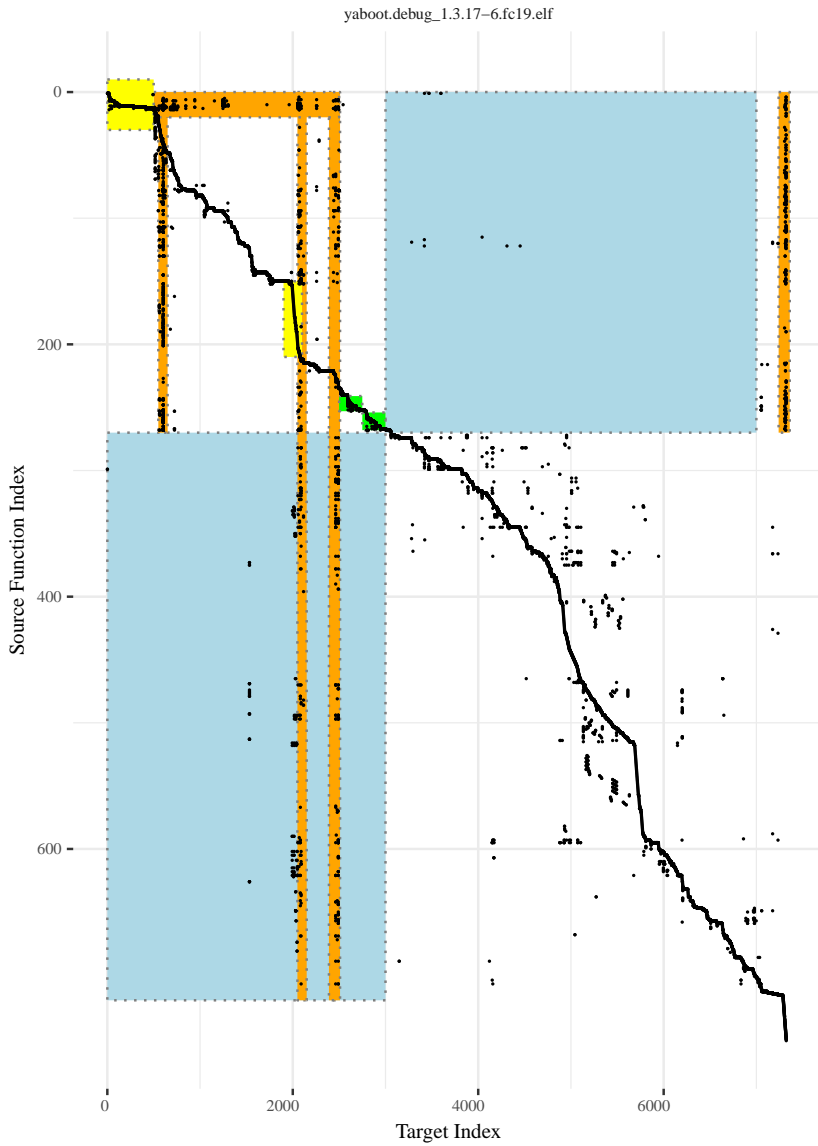 yaboot.debug_1.3.17−6.fc19.elf
0
200
400
600
Source Function Index
0
2000
4000
6000
Target Index